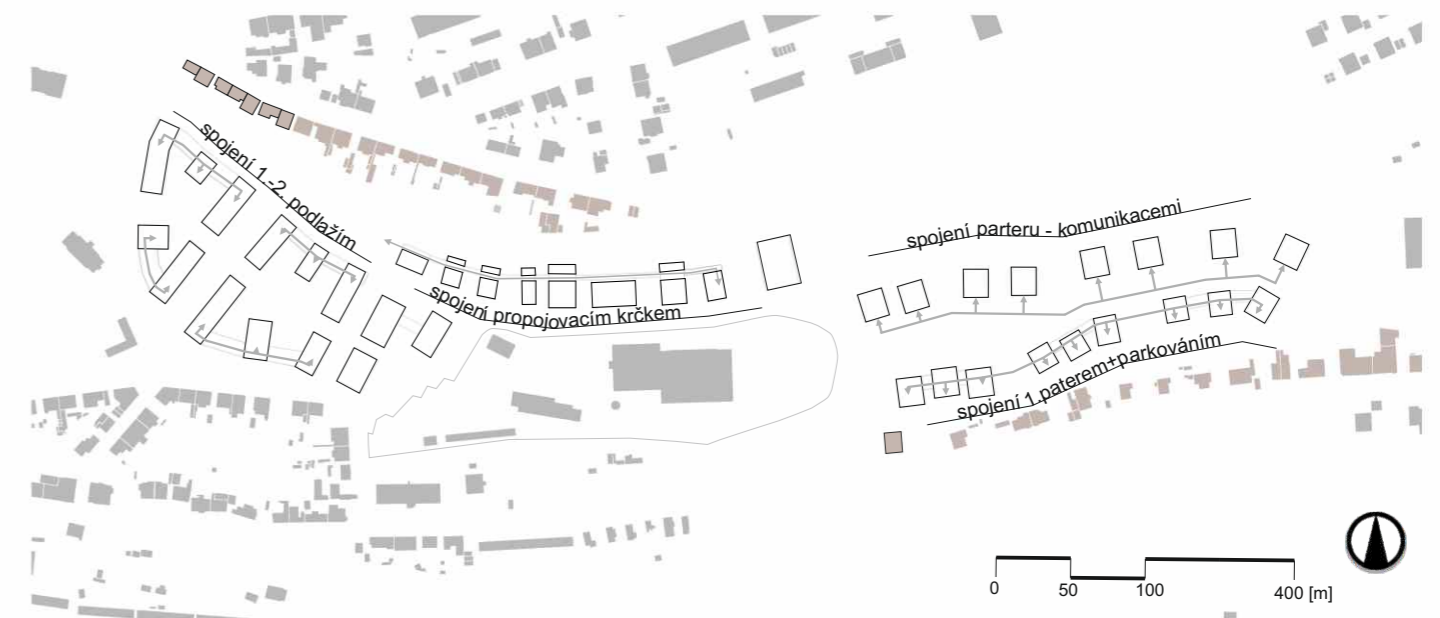 spojení 1.-2. podlažím
spojení propojovacím krčkem
spojení parteru - komunikacemi
spojení 1.paterem+parkováním
0 50 100 400 [m]